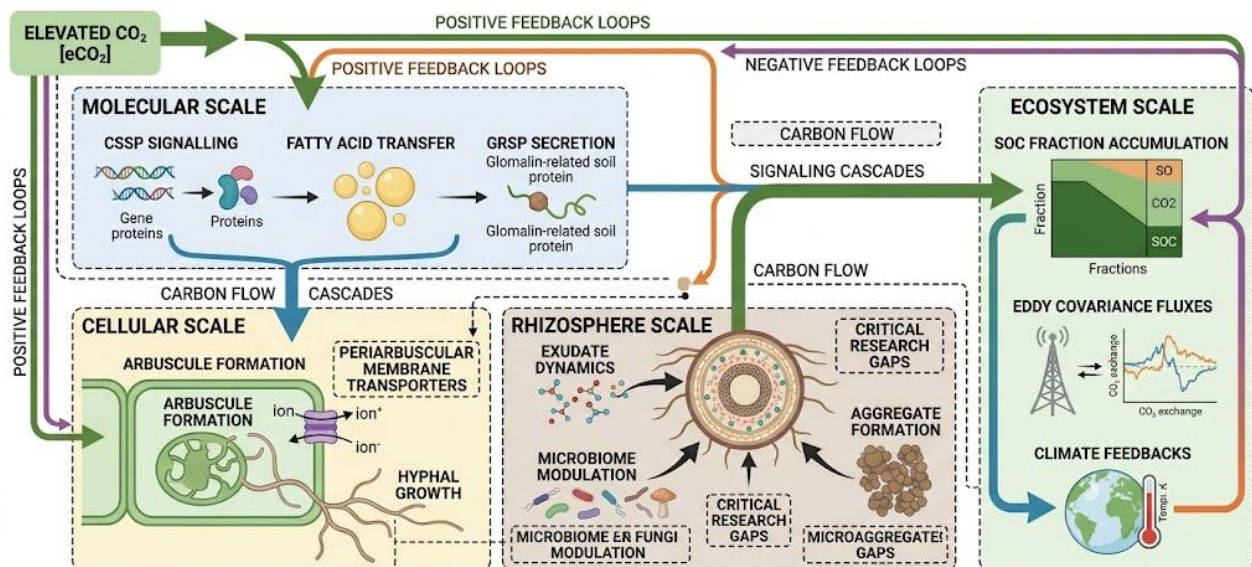 ELEVATED CO₂
[eCO₂]
POSITIVE FEEDBACK LOOPS
POSITIVE FEEDBACK LOOPS
NEGATIVE FEEDBACK LOOPS
POSITIVE FEEDBACK LOOPS
MOLECULAR SCALE
CSSP SIGNALLING
Gene
proteins
Proteins
FATTY ACID TRANSFER
GRSP SECRETION
Glomalin-related soil
protein
Glomalin-related soil
protein
CARBON FLOW
SIGNALING CASCADES
CARBON FLOW
CARBON FLOW
CASCADES
CELLULAR SCALE
ARBUSCULE FORMATION
ARBUSCULE
FORMATION
PERIARBUSCULAR
MEMBRANE
TRANSPORTERS
ion
ion⁺
ion⁻
HYPHAL
GROWTH
RHIZOSPHERE SCALE
EXUDATE
DYNAMICS
CRITICAL
RESEARCH
GAPS
AGGREGATE
FORMATION
MICROBIOME
MODULATION
MICROBIOME ER FUNGI
MODULATION
CRITICAL
RESEARCH
GAPS
MICROAGGREGATE!
GAPS
ECOSYSTEM SCALE
SOC FRACTION ACCUMULATION
Fraction
SO
CO2
SOC
Fractions
EDDY COVARIANCE FLUXES
CO₂ exchange
CO₂ exchange
CLIMATE FEEDBACKS